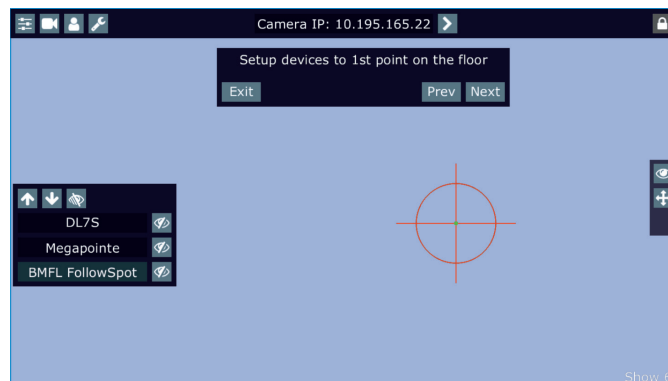 Camera IP: 10.195.165.22
Setup devices to 1st point on the floor
Exit Prev Next
DL7S
Megapointe
BMFL FollowSpot
Show